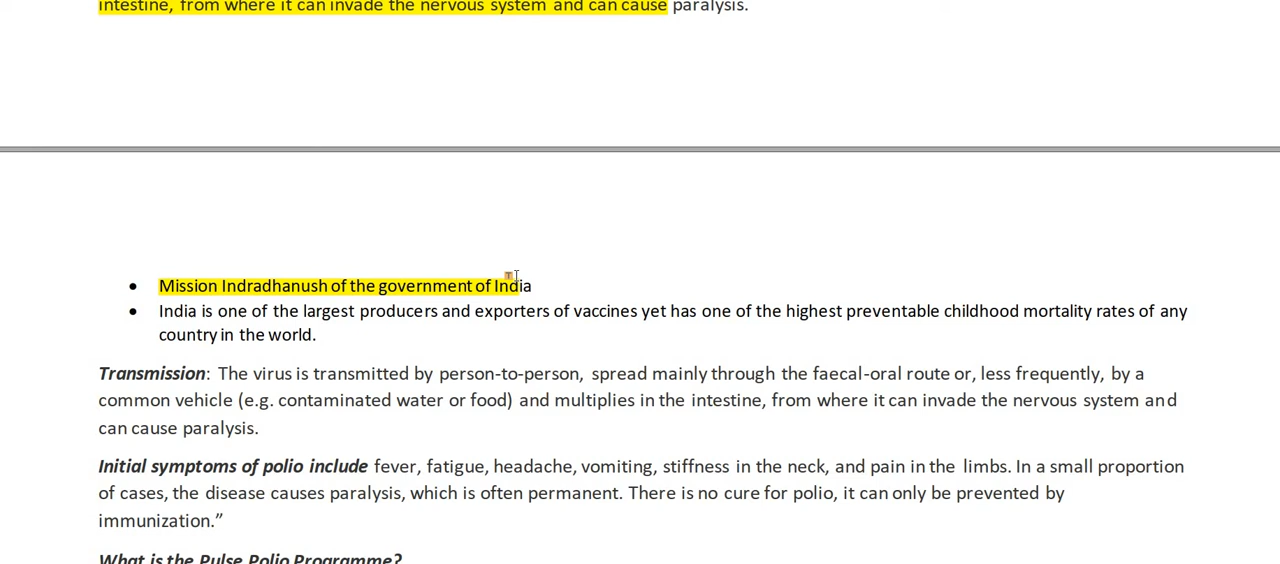 intestine, from where it can invade the nervous system and can cause paralysis.
• Mission Indradhanush of the government of India
• India is one of the largest producers and exporters of vaccines yet has one of the highest preventable childhood mortality rates of any
country in the world.
Transmission: The virus is transmitted by person-to-person, spread mainly through the faecal-oral route or, less frequently, by a
common vehicle (e.g. contaminated water or food) and multiplies in the intestine, from where it can invade the nervous system and
can cause paralysis.
Initial symptoms of polio include fever, fatigue, headache, vomiting, stiffness in the neck, and pain in the limbs. In a small proportion
of cases, the disease causes paralysis, which is often permanent. There is no cure for polio, it can only be prevented by
immunization.”
What is the Pulse Polio Programme?